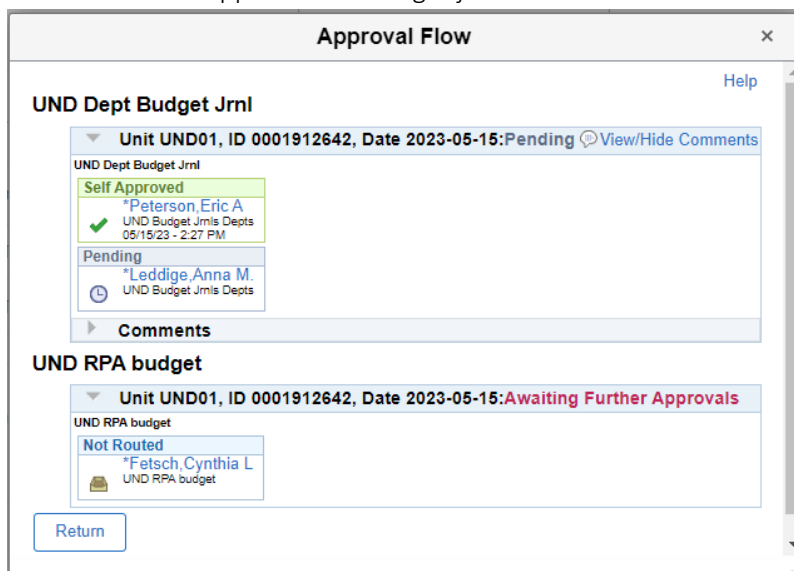 Approval Flow ×
Help
UND Dept Budget Jrnl
Unit UND01, ID 0001912642, Date 2023-05-15:Pending View/Hide Comments
UND Dept Budget Jrnl
Self Approved
*Peterson,Eric A
UND Budget Jrnls Depts
05/15/23 - 2:27 PM
Pending
*Leddige,Anna M.
UND Budget Jrnls Depts
Comments
UND RPA budget
Unit UND01, ID 0001912642, Date 2023-05-15:Awaiting Further Approvals
UND RPA budget
Not Routed
*Fetsch,Cynthia L
UND RPA budget
Return